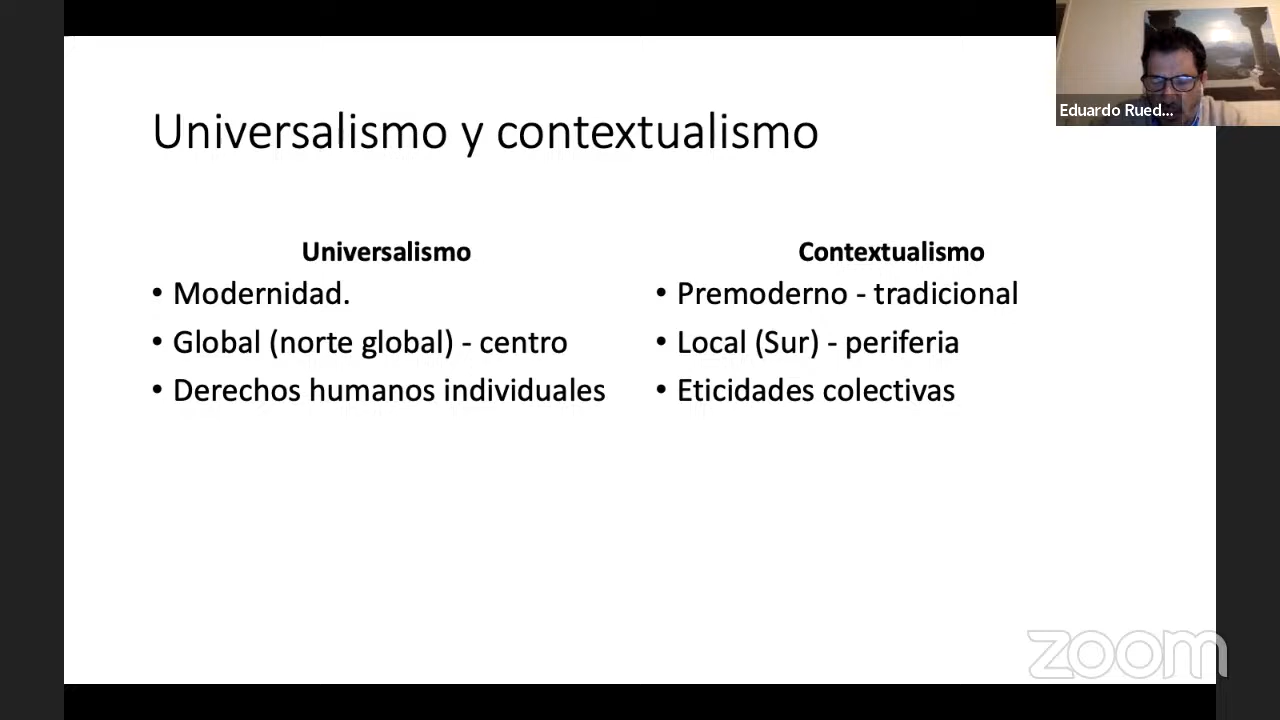 Eduardo Rued...
Universalismo y contextualismo
Universalismo
• Modernidad.
• Global (norte global) - centro
• Derechos humanos individuales
Contextualismo
• Premoderno - tradicional
• Local (Sur) - periferia
• Eticidades colectivas
zoom